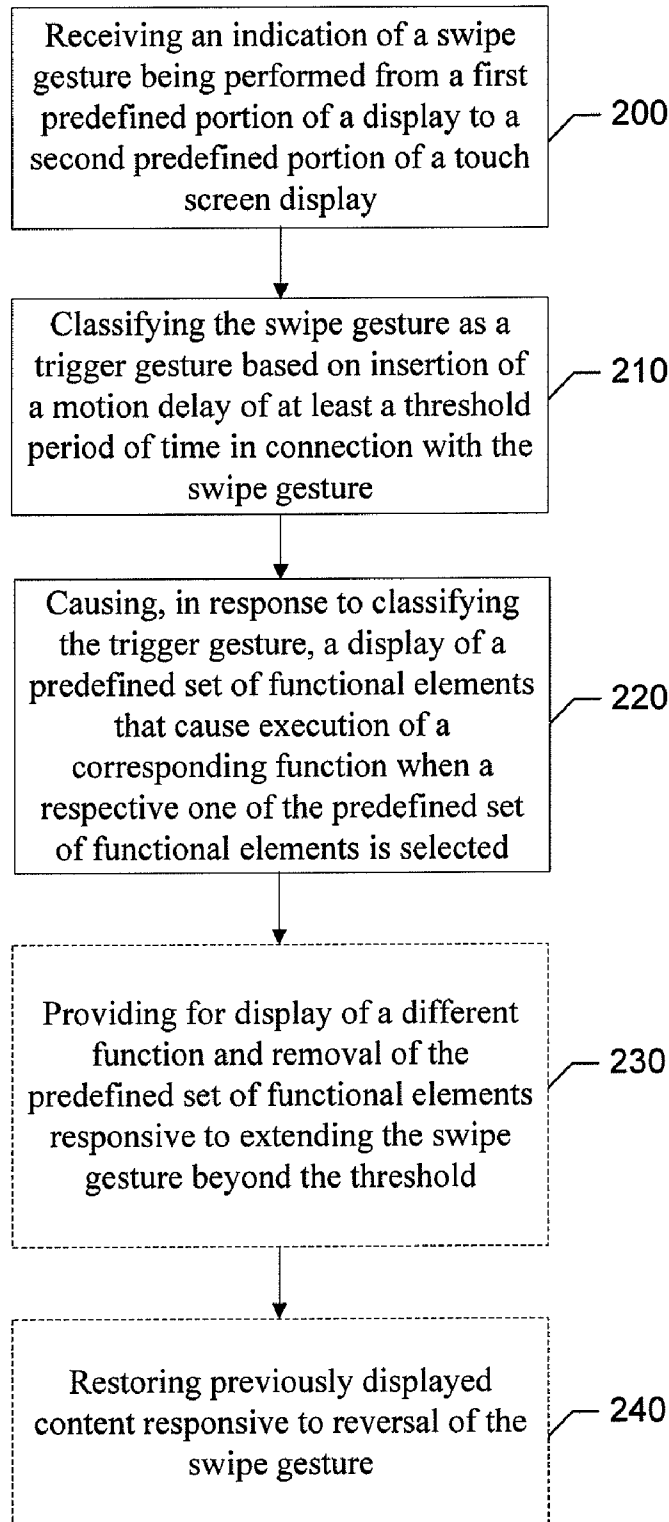 Receiving an indication of a swipe
gesture being performed from a first
predefined portion of a display to a
second predefined portion of a touch
screen display
200
Classifying the swipe gesture as a
trigger gesture based on insertion of
a motion delay of at least a threshold
period of time in connection with the
swipe gesture
210
Causing, in response to classifying
the trigger gesture, a display of a
predefined set of functional elements
that cause execution of a
corresponding function when a
respective one of the predefined set
of functional elements is selected
220
Providing for display of a different
function and removal of the
predefined set of functional elements
responsive to extending the swipe
gesture beyond the threshold
230
Restoring previously displayed
content responsive to reversal of the
swipe gesture
240